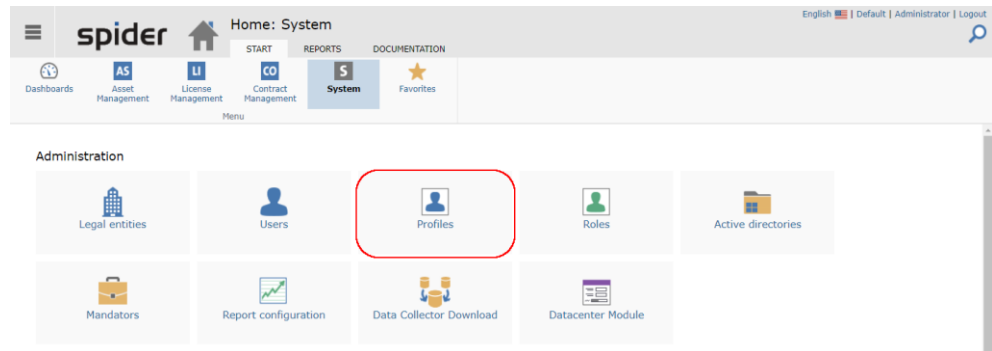 English | Default | Administrator | Logout
spider
Home: System
START REPORTS DOCUMENTATION
AS LI CO S
Dashboards Asset Management License Management Contract Management System Favorites
Menu
Administration
Legal entities Users Profiles Roles Active directories
Mandators Report configuration Data Collector Download Datacenter Module